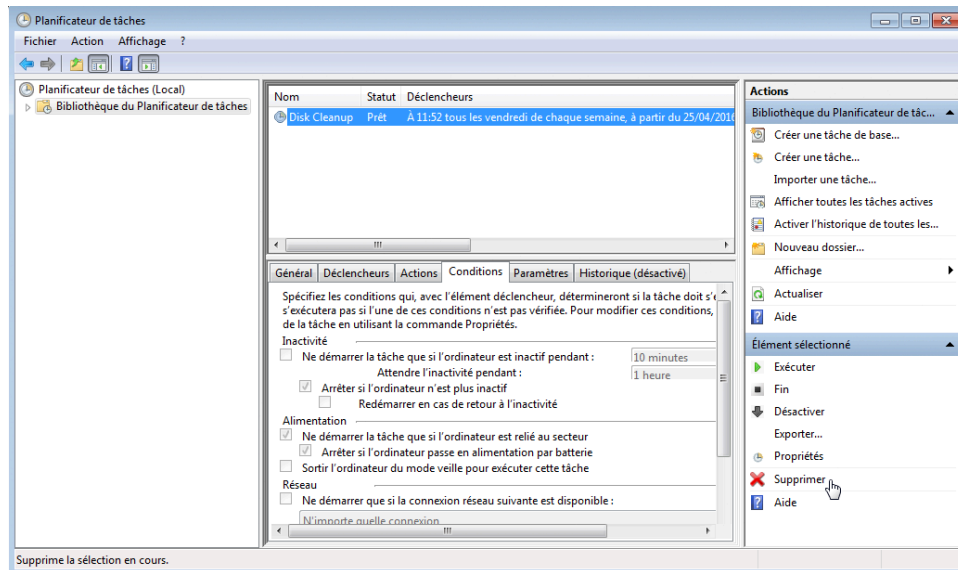 Planificateur de tâches
Fichier Action Affichage ?
Planificateur de tâches (Local)
Bibliothèque du Planificateur de tâches
Nom Statut Déclencheurs
Disk Cleanup Prêt À 11:52 tous les vendredi de chaque semaine, à partir du 25/04/2016
Général Déclencheurs Actions Conditions Paramètres Historique (désactivé)
Spécifiez les conditions qui, avec l'élément déclencheur, détermineront si la tâche doit s'e
s'exécutera pas si l'une de ces conditions n'est pas vérifiée. Pour modifier ces conditions,
de la tâche en utilisant la commande Propriétés.
Inactivité
Ne démarrer la tâche que si l'ordinateur est inactif pendant : 10 minutes
Attendre l'inactivité pendant : 1 heure
Arrêter si l'ordinateur n'est plus inactif
Redémarrer en cas de retour à l'inactivité
Alimentation
Ne démarrer la tâche que si l'ordinateur est relié au secteur
Arrêter si l'ordinateur passe en alimentation par batterie
Sortir l'ordinateur du mode veille pour exécuter cette tâche
Réseau
Ne démarrer que si la connexion réseau suivante est disponible :
N'importe quelle connexion
Actions
Bibliothèque du Planificateur de tâc...
Créer une tâche de base...
Créer une tâche...
Importer une tâche...
Afficher toutes les tâches actives
Activer l'historique de toutes les...
Nouveau dossier...
Affichage
Actualiser
Aide
Élément sélectionné
Exécuter
Fin
Désactiver
Exporter...
Propriétés
Supprimer
Aide
Supprime la sélection en cours.